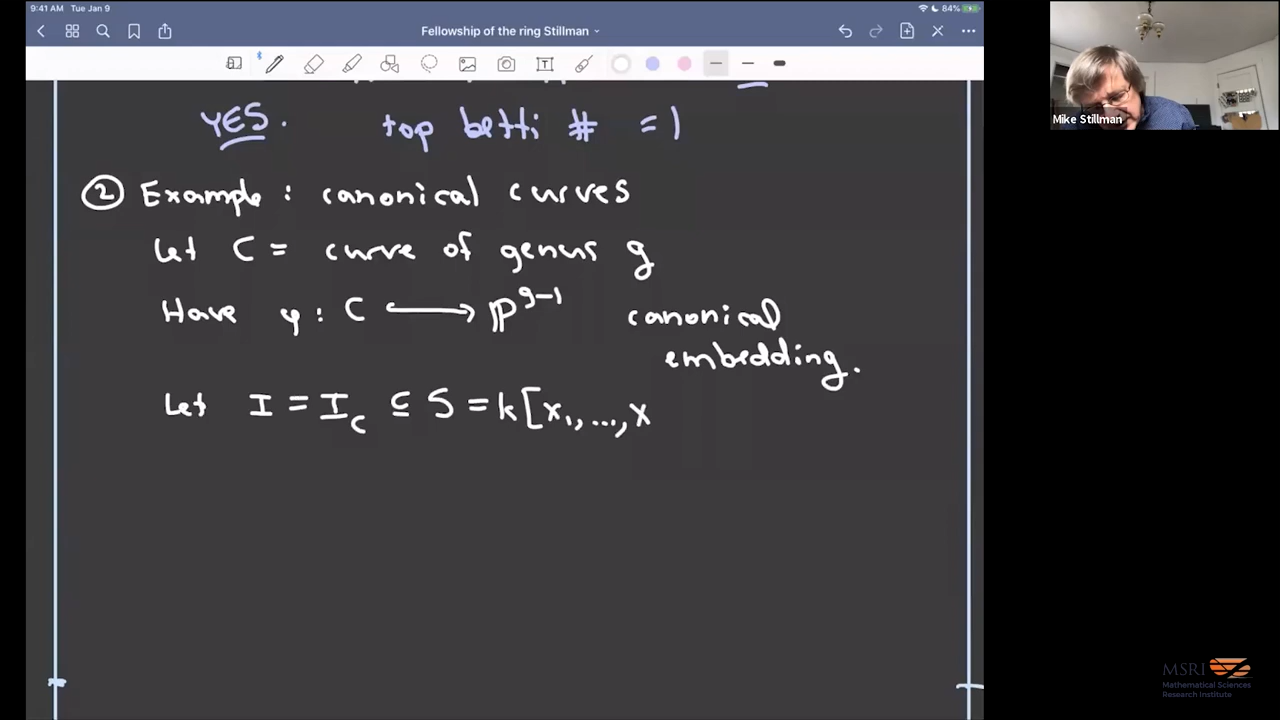 9:41 AM Tue Jan 9
84%
Fellowship of the ring Stillman
YES. top betti # = 1
② Example: canonical curves
Let C = curve of genus g
Have φ : C ⟶ ℙ^{g-1} canonical
embedding.
Let I = I_C ⊆ S = k[x_1, ..., x
Mike Stillman
MSRI
Mathematical Sciences
Research Institute